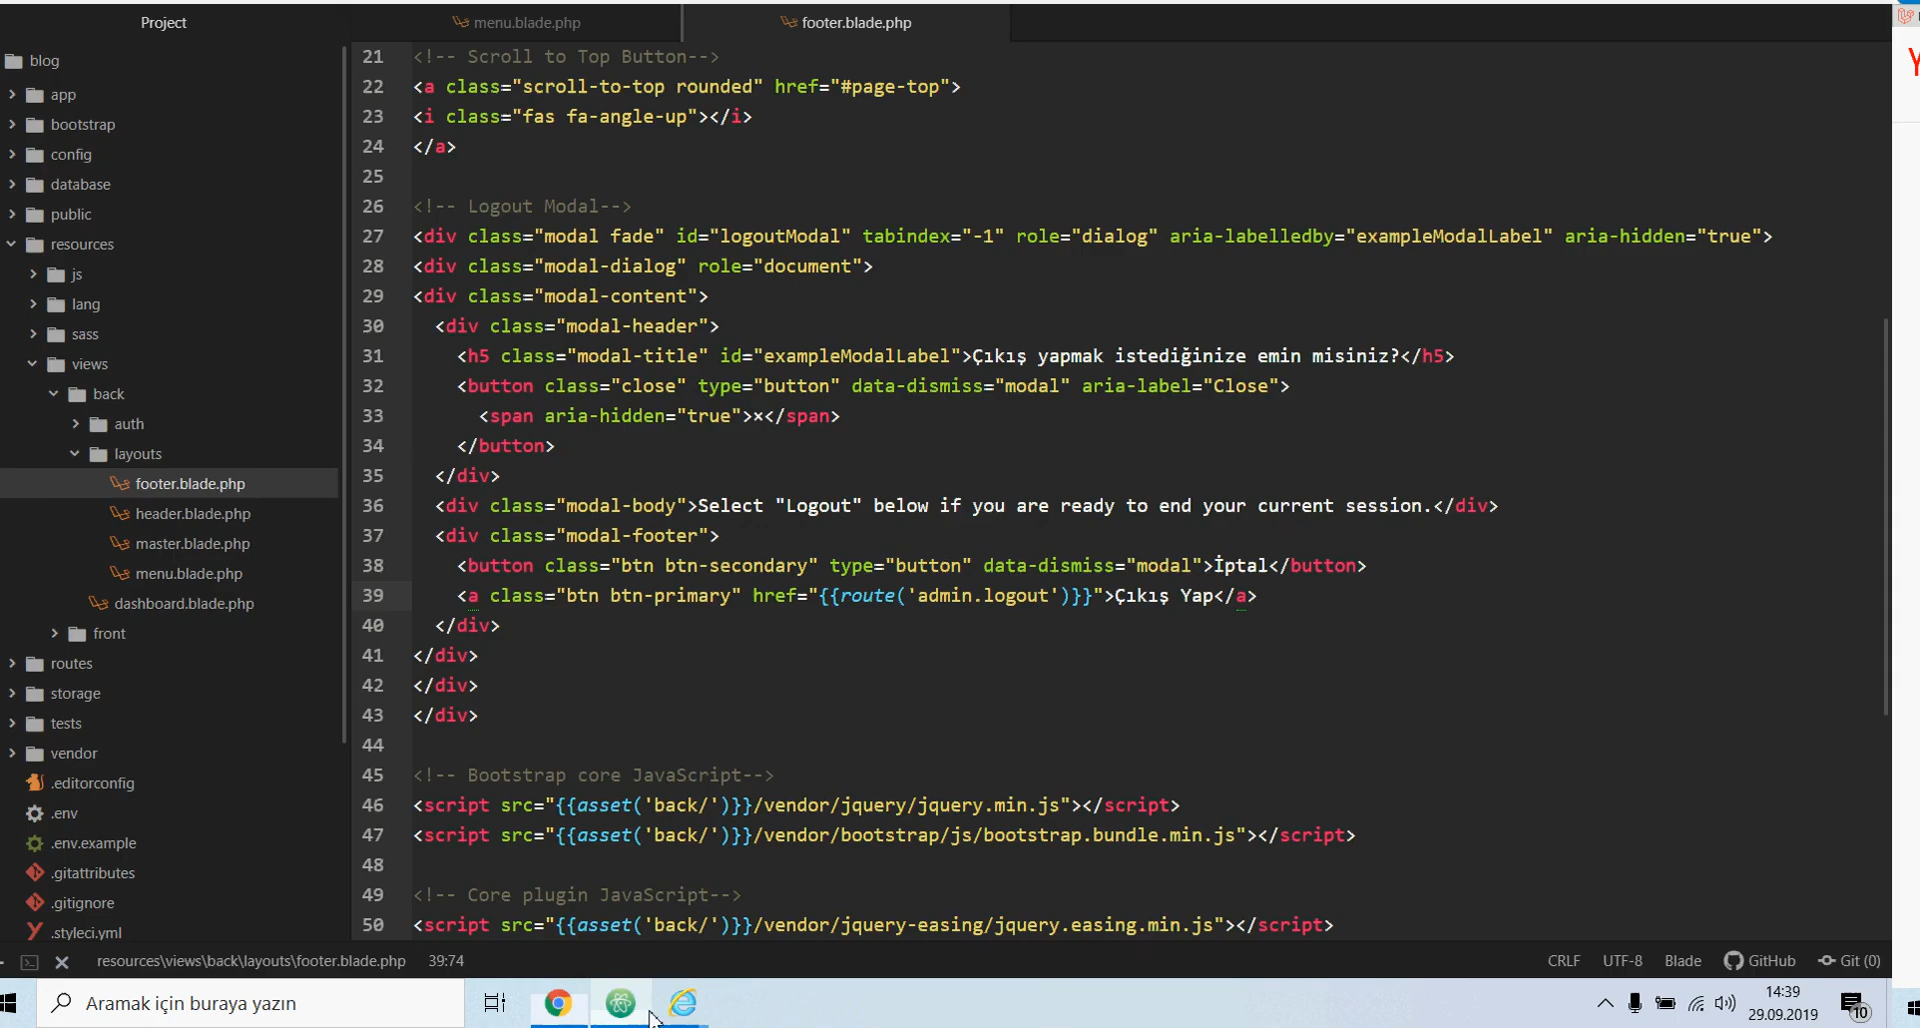 Project
menu.blade.php
footer.blade.php
blog
app
bootstrap
config
database
public
resources
js
lang
sass
views
back
auth
layouts
footer.blade.php
header.blade.php
master.blade.php
menu.blade.php
dashboard.blade.php
front
routes
storage
tests
vendor
.editorconfig
.env
.env.example
.gitattributes
.gitignore
.styleci.yml
21 <!-- Scroll to Top Button-->
22 <a class="scroll-to-top rounded" href="#page-top">
23 <i class="fas fa-angle-up"></i>
24 </a>
25
26 <!-- Logout Modal-->
27 <div class="modal fade" id="logoutModal" tabindex="-1" role="dialog" aria-labelledby="exampleModalLabel" aria-hidden="true">
28 <div class="modal-dialog" role="document">
29 <div class="modal-content">
30 <div class="modal-header">
31 <h5 class="modal-title" id="exampleModalLabel">Çıkış yapmak istediğinize emin misiniz?</h5>
32 <button class="close" type="button" data-dismiss="modal" aria-label="Close">
33 <span aria-hidden="true">×</span>
34 </button>
35 </div>
36 <div class="modal-body">Select "Logout" below if you are ready to end your current session.</div>
37 <div class="modal-footer">
38 <button class="btn btn-secondary" type="button" data-dismiss="modal">İptal</button>
39 <a class="btn btn-primary" href="{{route('admin.logout')}}">Çıkış Yap</a>
40 </div>
41 </div>
42 </div>
43 </div>
44
45 <!-- Bootstrap core JavaScript-->
46 <script src="{{asset('back/')}}/vendor/jquery/jquery.min.js"></script>
47 <script src="{{asset('back/')}}/vendor/bootstrap/js/bootstrap.bundle.min.js"></script>
48
49 <!-- Core plugin JavaScript-->
50 <script src="{{asset('back/')}}/vendor/jquery-easing/jquery.easing.min.js"></script>
resources\views\back\layouts\footer.blade.php 39:74
CRLF UTF-8 Blade GitHub Git (0)
Aramak için buraya yazın
14:39
29.09.2019
10